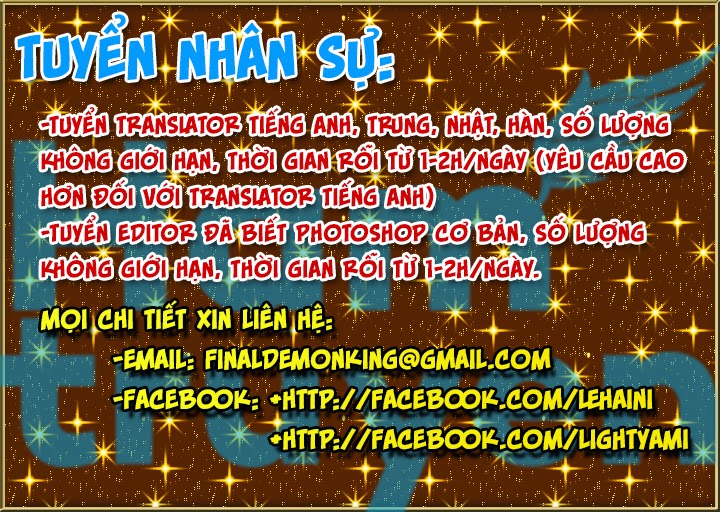 TUYỂN NHÂN SỰ:
-TUYỂN TRANSLATOR TIẾNG ANH, TRUNG, NHẬT, HÀN, SỐ LƯỢNG
KHÔNG GIỚI HẠN, THỜI GIAN RỖI TỪ 1-2H/NGÀY (YÊU CẦU CAO
HƠN ĐỐI VỚI TRANSLATOR TIẾNG ANH)
-TUYỂN EDITOR ĐÃ BIẾT PHOTOSHOP CƠ BẢN, SỐ LƯỢNG
KHÔNG GIỚI HẠN, THỜI GIAN RỖI TỪ 1-2H/NGÀY.
MỌI CHI TIẾT XIN LIÊN HỆ:
-EMAIL: FINALDEMONKING@GMAIL.COM
-FACEBOOK: +HTTP://FACEBOOK.COM/LEHAINI
+HTTP://FACEBOOK.COM/LIGHTYAMI
Ham
truyen